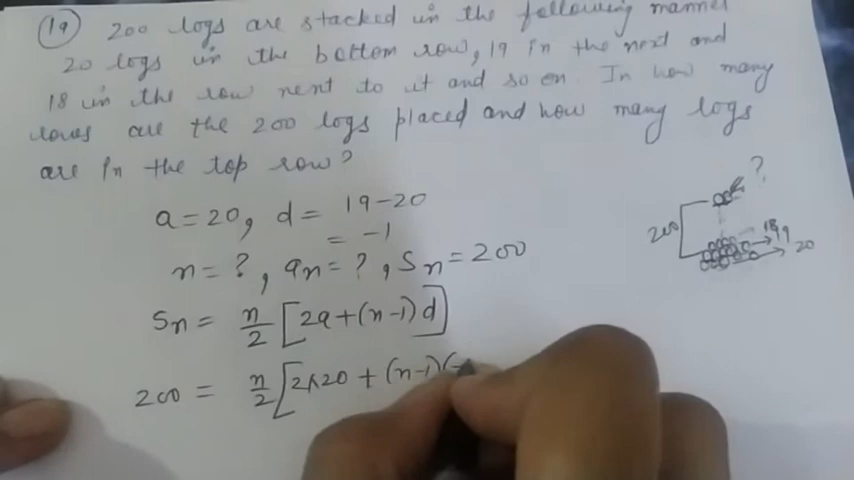 (19) 200 logs are stacked in the following manner
20 logs in the bottom row, 19 in the next and
18 in the row next to it and so on. In how many
rows are the 200 logs placed and how many logs
are in the top row?
a = 20, d = 19-20
= -1
n = ?, an = ?, Sn = 200
Sn = n/2 [2a+(n-1)d]
200 = n/2 [2×20 + (n-1)(-
?
200
18
19
20